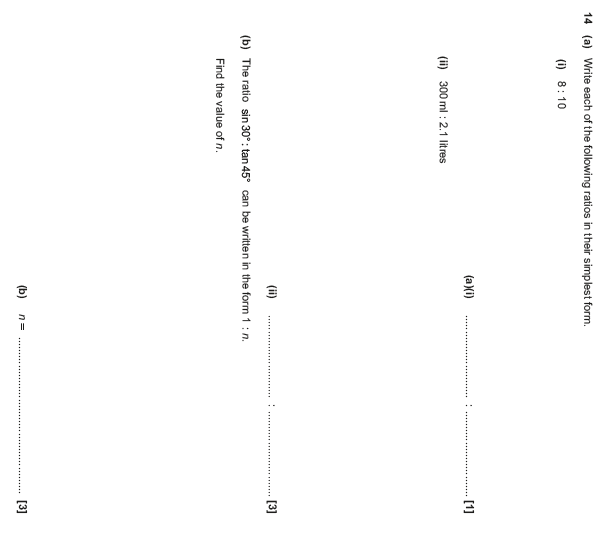 14 (a) Write each of the following ratios in their simplest form.
(i) 8 : 10
(a)(i) .............................. : .............................. [1]
(ii) 300 ml : 2.1 litres
(ii) .............................. : .............................. [3]
(b) The ratio sin 30° : tan 45° can be written in the form 1 : n.
Find the value of n.
(b) n = .............................................. [3]